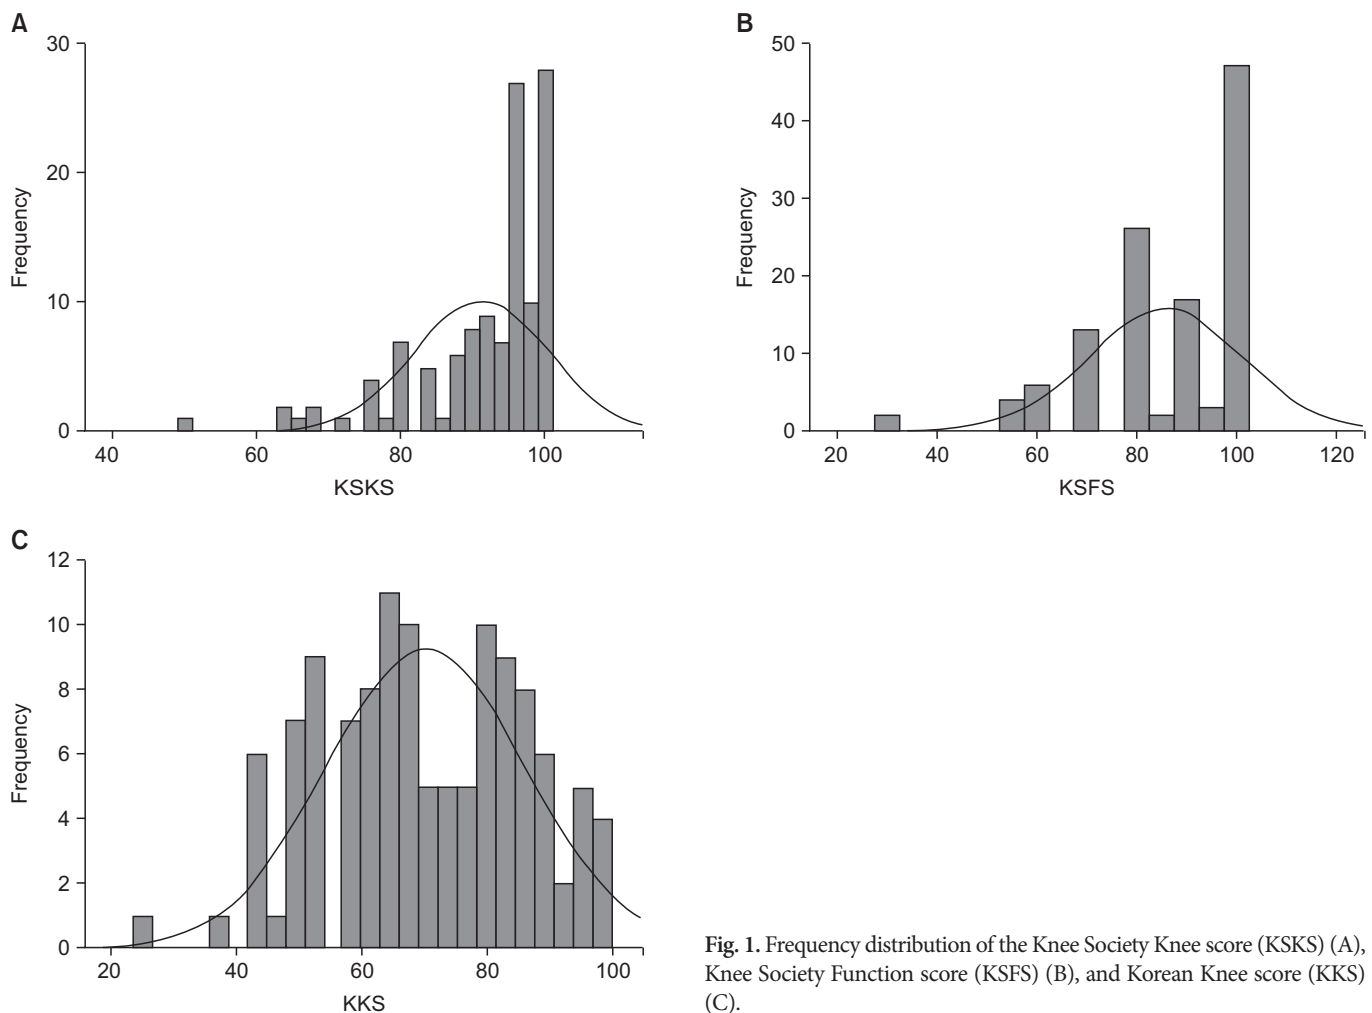 A
30
20
10
0
Frequency
40 60 80 100
KSKS
B
50
40
30
20
10
0
Frequency
20 40 60 80 100 120
KSFS
C
12
10
8
6
4
2
0
Frequency
20 40 60 80 100
KKS
Fig. 1. Frequency distribution of the Knee Society Knee score (KSKS) (A),
Knee Society Function score (KSFS) (B), and Korean Knee score (KKS)
(C).